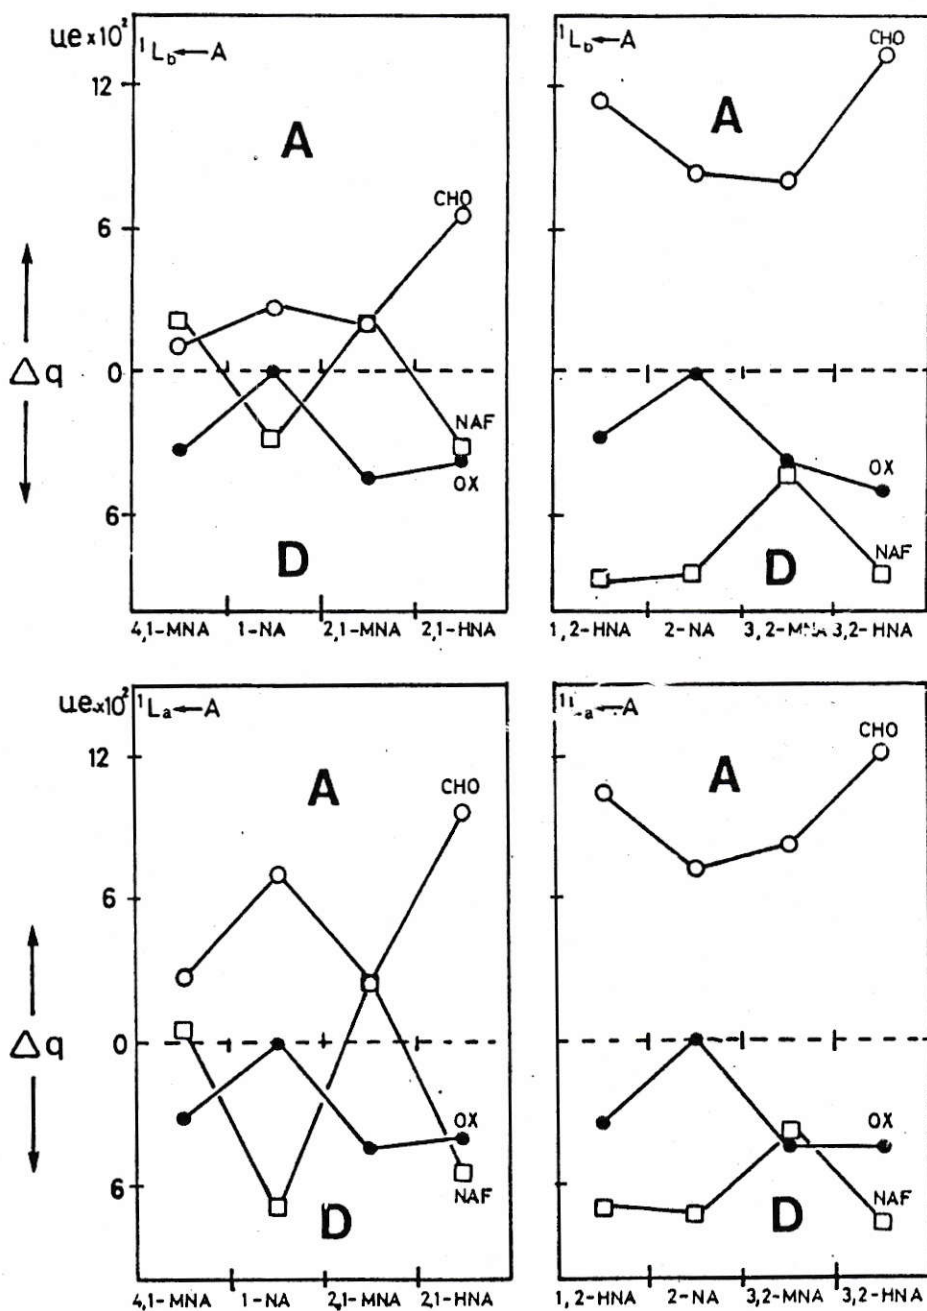 ue×10²
¹Lb←A
12
A
CHO
6
Δq
0
NAF
OX
6
D
4,1-MNA 1-NA 2,1-MNA 2,1-HNA
¹Lb←A
CHO
A
OX
NAF
D
1,2-HNA 2-NA 3,2-MNA 3,2-HNA
ue×10²
¹La←A
12
A
CHO
6
Δq
0
OX
NAF
6
D
4,1-MNA 1-NA 2,1-MNA 2,1-HNA
¹La←A
CHO
A
OX
NAF
D
1,2-HNA 2-NA 3,2-MNA 3,2-HNA